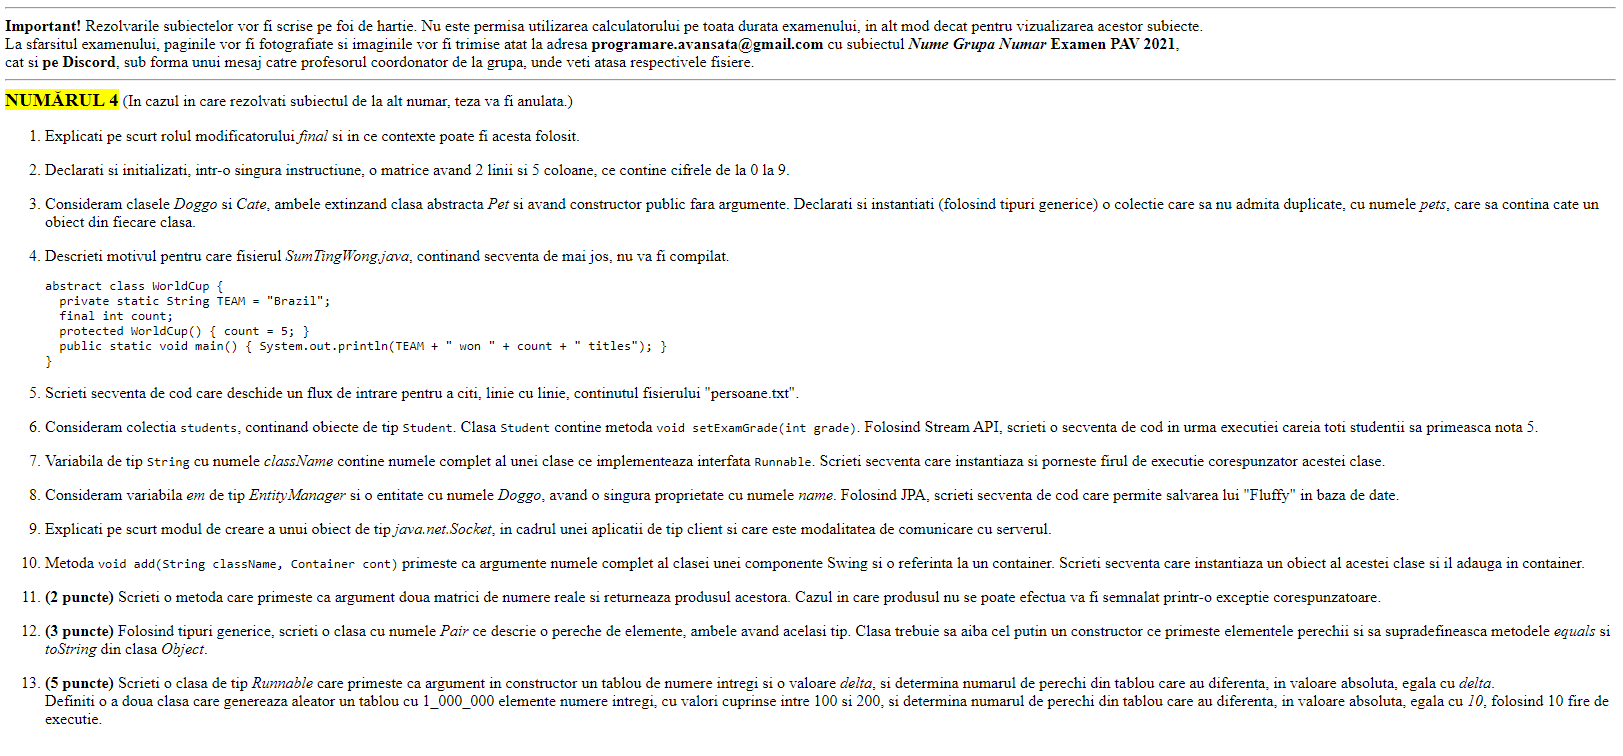 Important! Rezolvarile subiectelor vor fi scrise pe foi de hartie. Nu este permisa utilizarea calculatorului pe toata durata examenului, in alt mod decat pentru vizualizarea acestor subiecte.
La sfarsitul examenului, paginile vor fi fotografiate si imaginile vor fi trimise atat la adresa programare.avansata@gmail.com cu subiectul Nume Grupa Numar Examen PAV 2021,
cat si pe Discord, sub forma unui mesaj catre profesorul coordonator de la grupa, unde veti atasa respectivele fisiere.
NUMĂRUL 4 (In cazul in care rezolvati subiectul de la alt numar, teza va fi anulata.)
1. Explicati pe scurt rolul modificatorului final si in ce contexte poate fi acesta folosit.
2. Declarati si initializati, intr-o singura instructiune, o matrice avand 2 linii si 5 coloane, ce contine cifrele de la 0 la 9.
3. Consideram clasele Doggo si Cate, ambele extinzand clasa abstracta Pet si avand constructor public fara argumente. Declarati si instantiati (folosind tipuri generice) o colectie care sa nu admita duplicate, cu numele pets, care sa contina cate un
obiect din fiecare clasa.
4. Descrieti motivul pentru care fisierul SumTingWong.java, continand secventa de mai jos, nu va fi compilat.
abstract class WorldCup {
private static String TEAM = "Brazil";
final int count;
protected WorldCup() { count = 5; }
public static void main() { System.out.println(TEAM + " won " + count + " titles"); }
}
5. Scrieti secventa de cod care deschide un flux de intrare pentru a citi, linie cu linie, continutul fisierului "persoane.txt".
6. Consideram colectia students, continand obiecte de tip Student. Clasa Student contine metoda void setExamGrade(int grade). Folosind Stream API, scrieti o secventa de cod in urma executiei careia toti studentii sa primeasca nota 5.
7. Variabila de tip String cu numele className contine numele complet al unei clase ce implementeaza interfata Runnable. Scrieti secventa care instantiaza si porneste firul de executie corespunzator acestei clase.
8. Consideram variabila em de tip EntityManager si o entitate cu numele Doggo, avand o singura proprietate cu numele name. Folosind JPA, scrieti secventa de cod care permite salvarea lui "Fluffy" in baza de date.
9. Explicati pe scurt modul de creare a unui obiect de tip java.net.Socket, in cadrul unei aplicatii de tip client si care este modalitatea de comunicare cu serverul.
10. Metoda void add(String className, Container cont) primeste ca argumente numele complet al clasei unei componente Swing si o referinta la un container. Scrieti secventa care instantiaza un obiect al acestei clase si il adauga in container.
11. (2 puncte) Scrieti o metoda care primeste ca argument doua matrici de numere reale si returneaza produsul acestora. Cazul in care produsul nu se poate efectua va fi semnalat printr-o exceptie corespunzatoare.
12. (3 puncte) Folosind tipuri generice, scrieti o clasa cu numele Pair ce descrie o pereche de elemente, ambele avand acelasi tip. Clasa trebuie sa aiba cel putin un constructor ce primeste elementele perechii si sa supradefineasca metodele equals si
toString din clasa Object.
13. (5 puncte) Scrieti o clasa de tip Runnable care primeste ca argument in constructor un tablou de numere intregi si o valoare delta, si determina numarul de perechi din tablou care au diferenta, in valoare absoluta, egala cu delta.
Definiti o a doua clasa care genereaza aleator un tablou cu 1_000_000 elemente numere intregi, cu valori cuprinse intre 100 si 200, si determina numarul de perechi din tablou care au diferenta, in valoare absoluta, egala cu 10, folosind 10 fire de
executie.